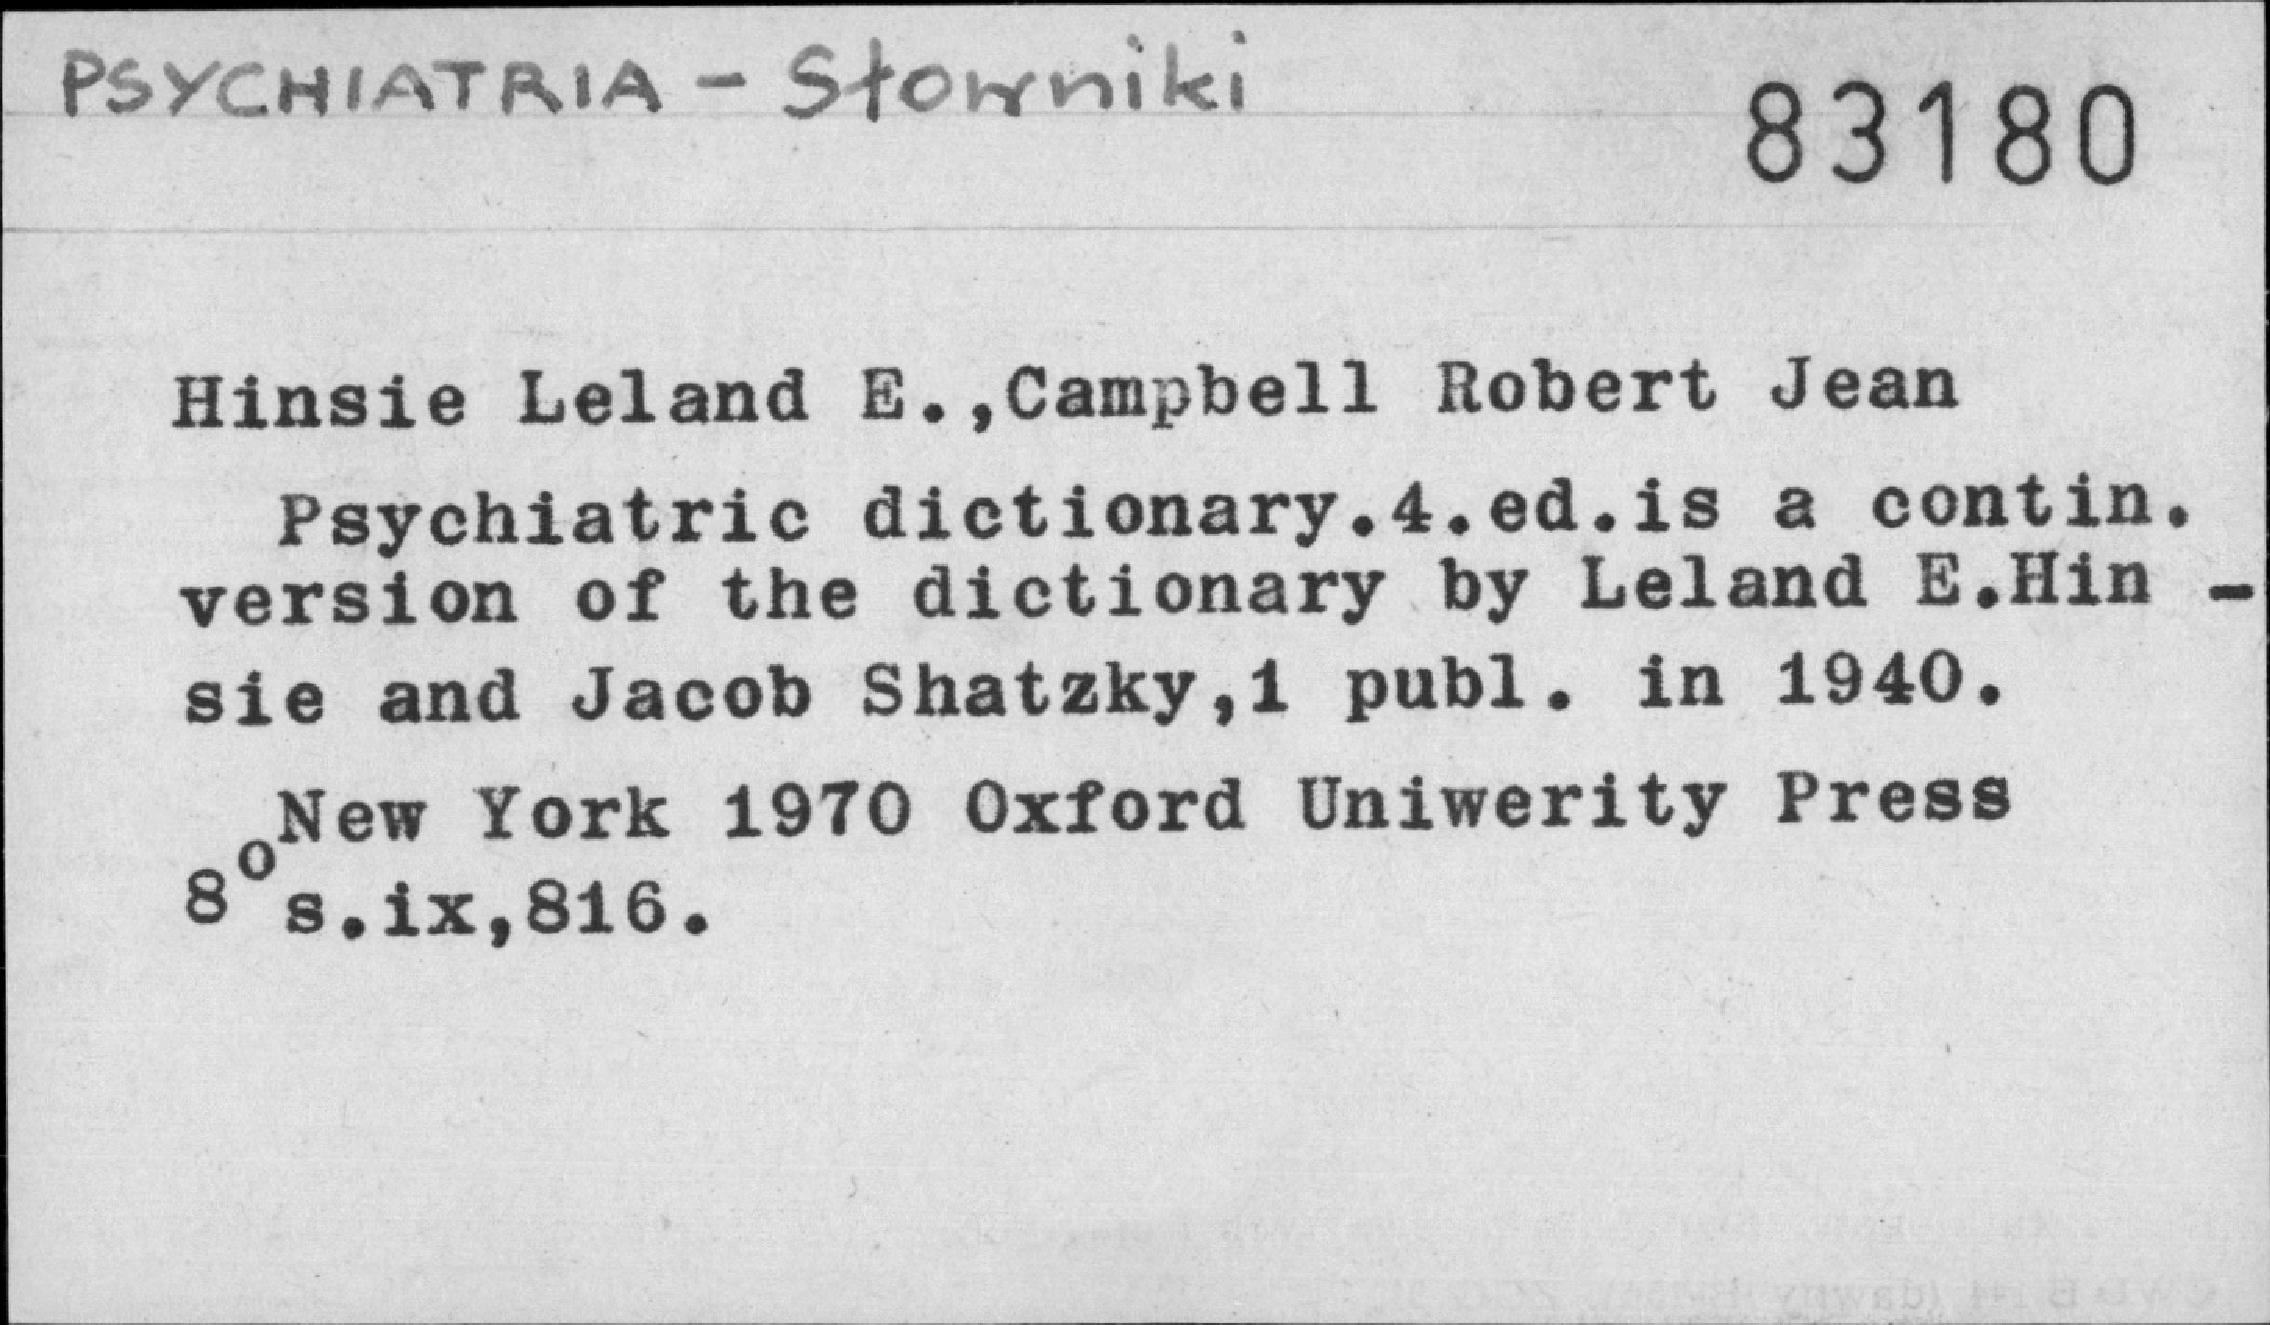 PSYCHIATRIA - Słowniki
83180
Hinsie Leland E.,Campbell Robert Jean
Psychiatric dictionary.4.ed.is a contin.
version of the dictionary by Leland E.Hin -
sie and Jacob Shatzky,1 publ. in 1940.
New York 1970 Oxford Uniwerity Press
8° s.ix,816.